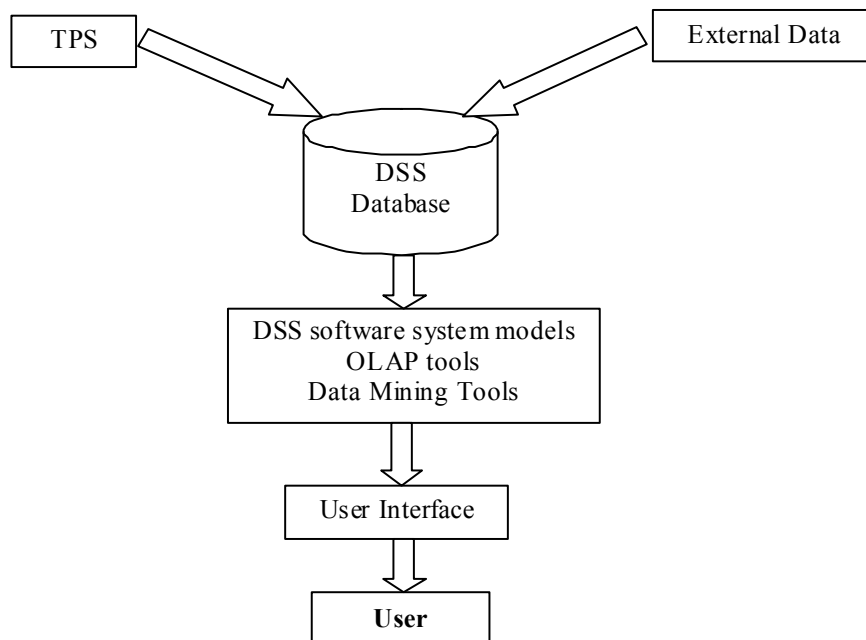 TPS
External Data
DSS
Database
DSS software system models
OLAP tools
Data Mining Tools
User Interface
User